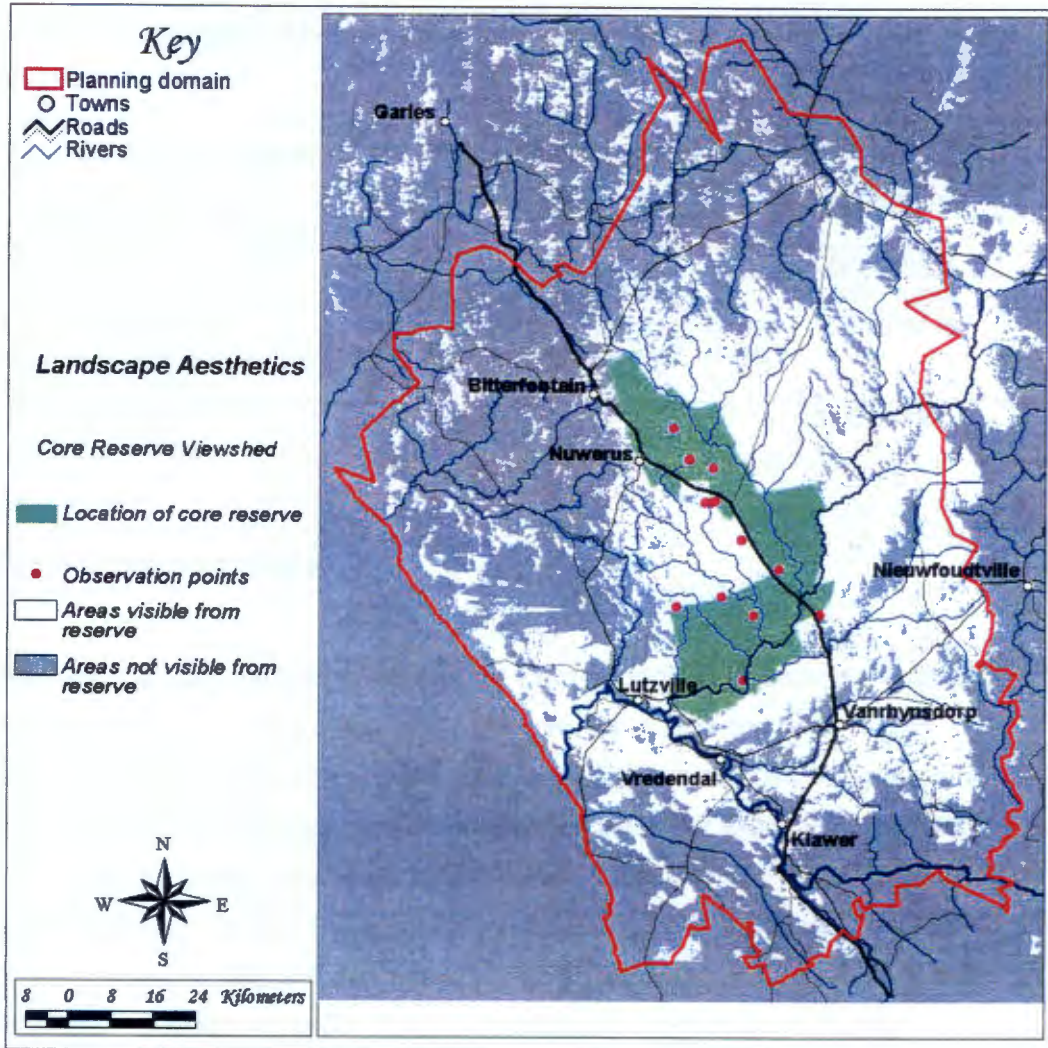 Key
Planning domain
Towns
Roads
Rivers
Landscape Aesthetics
Core Reserve Viewshed
Location of core reserve
Observation points
Areas visible from
reserve
Areas not visible from
reserve
N
W E
S
8 0 8 16 24 Kilometers
Garies
Bitterfontain
Nuwerus
Nieuwfoudtville
Lutzville
Vanrhynsdorp
Vredendal
Klawer